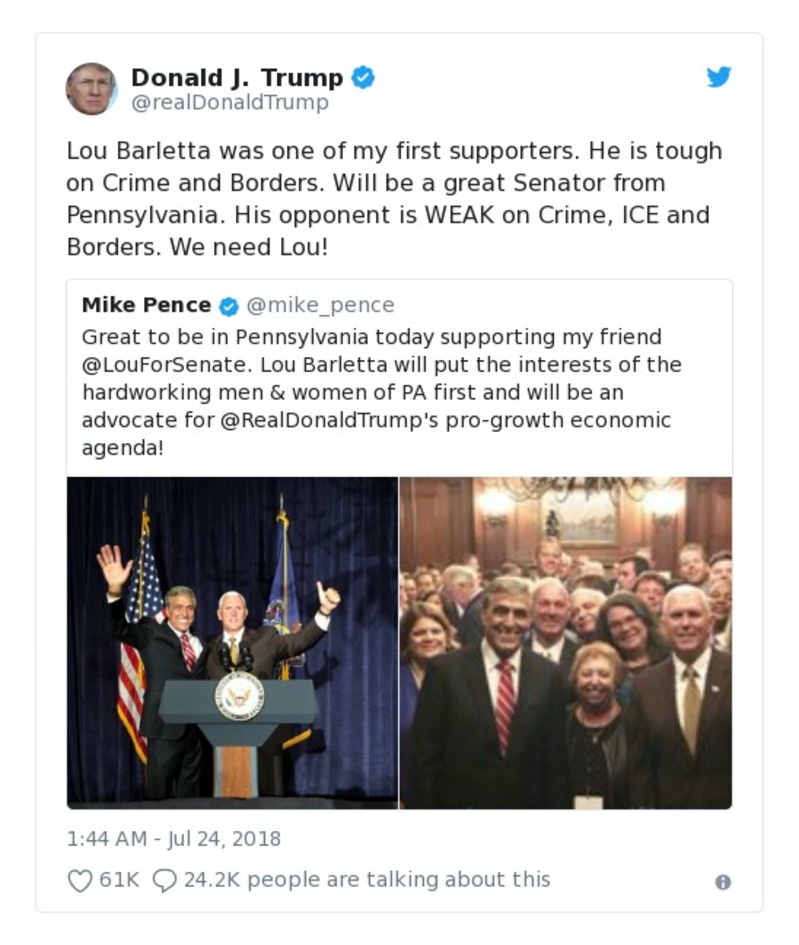 Donald J. Trump
@realDonaldTrump
Lou Barletta was one of my first supporters. He is tough
on Crime and Borders. Will be a great Senator from
Pennsylvania. His opponent is WEAK on Crime, ICE and
Borders. We need Lou!
Mike Pence @mike_pence
Great to be in Pennsylvania today supporting my friend
@LouForSenate. Lou Barletta will put the interests of the
hardworking men & women of PA first and will be an
advocate for @RealDonaldTrump's pro-growth economic
agenda!
1:44 AM - Jul 24, 2018
61K 24.2K people are talking about this